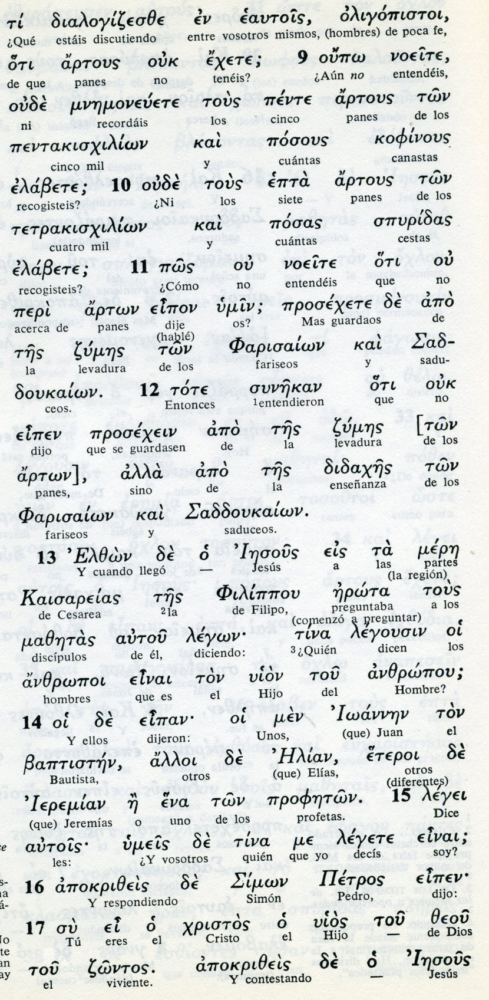 τί διαλογίζεσθε ἐν ἑαυτοῖς, ὀλιγόπιστοι,
¿Qué estáis discutiendo entre vosotros mismos, (hombres) de poca fe,
ὅτι ἄρτους οὐκ ἔχετε; 9 οὔπω νοεῖτε,
de que panes no tenéis? ¿Aún no entendéis,
οὐδὲ μνημονεύετε τοὺς πέντε ἄρτους τῶν
ni recordáis los cinco panes de los
πεντακισχιλίων καὶ πόσους κοφίνους
cinco mil y cuántas canastas
ἐλάβετε; 10 οὐδὲ τοὺς ἑπτὰ ἄρτους τῶν
recogisteis? ¿Ni los siete panes de los
τετρακισχιλίων καὶ πόσας σπυρίδας
cuatro mil y cuántas cestas
ἐλάβετε; 11 πῶς οὐ νοεῖτε ὅτι οὐ
recogisteis? ¿Cómo no entendéis que no
περὶ ἄρτων εἶπον ὑμῖν; προσέχετε δὲ ἀπὸ
acerca de panes dije os? Mas guardaos de
(hablé)
τῆς ζύμης τῶν Φαρισαίων καὶ Σαδ-
la levadura de los fariseos y sadu-
δουκαίων. 12 τότε συνῆκαν ὅτι οὐκ
ceos. Entonces 1entendieron que no
εἶπεν προσέχειν ἀπὸ τῆς ζύμης [τῶν
dijo que se guardasen de la levadura de los
ἄρτων], ἀλλὰ ἀπὸ τῆς διδαχῆς τῶν
panes, sino de la enseñanza de los
Φαρισαίων καὶ Σαδδουκαίων.
fariseos y saduceos.
13 Ἐλθὼν δὲ ὁ Ἰησοῦς εἰς τὰ μέρη
Y cuando llegó — Jesús a las partes
(la región)
Καισαρείας τῆς Φιλίππου ἠρώτα τοὺς
de Cesarea 2la de Filipo, preguntaba a los
(comenzó a preguntar)
μαθητὰς αὐτοῦ λέγων· τίνα λέγουσιν οἱ
discípulos de él, diciendo: 3¿Quién dicen los
ἄνθρωποι εἶναι τὸν υἱὸν τοῦ ἀνθρώπου;
hombres que es el Hijo del Hombre?
14 οἱ δὲ εἶπαν· οἱ μὲν Ἰωάννην τὸν
Y ellos dijeron: Unos, (que) Juan el
βαπτιστήν, ἄλλοι δὲ Ἠλίαν, ἕτεροι δὲ
Bautista, otros (que) Elías, otros
(diferentes)
Ἰερεμίαν ἢ ἕνα τῶν προφητῶν. 15 λέγει
(que) Jeremías o uno de los profetas. Dice
αὐτοῖς· ὑμεῖς δὲ τίνα με λέγετε εἶναι;
les: ¿Y vosotros quién que yo decís soy?
16 ἀποκριθεὶς δὲ Σίμων Πέτρος εἶπεν·
Y respondiendo Simón Pedro, dijo:
17 σὺ εἶ ὁ χριστὸς ὁ υἱὸς τοῦ θεοῦ
Tú eres el Cristo el Hijo — de Dios
τοῦ ζῶντος. ἀποκριθεὶς δὲ ὁ Ἰησοῦς
el viviente. Y contestando — Jesús